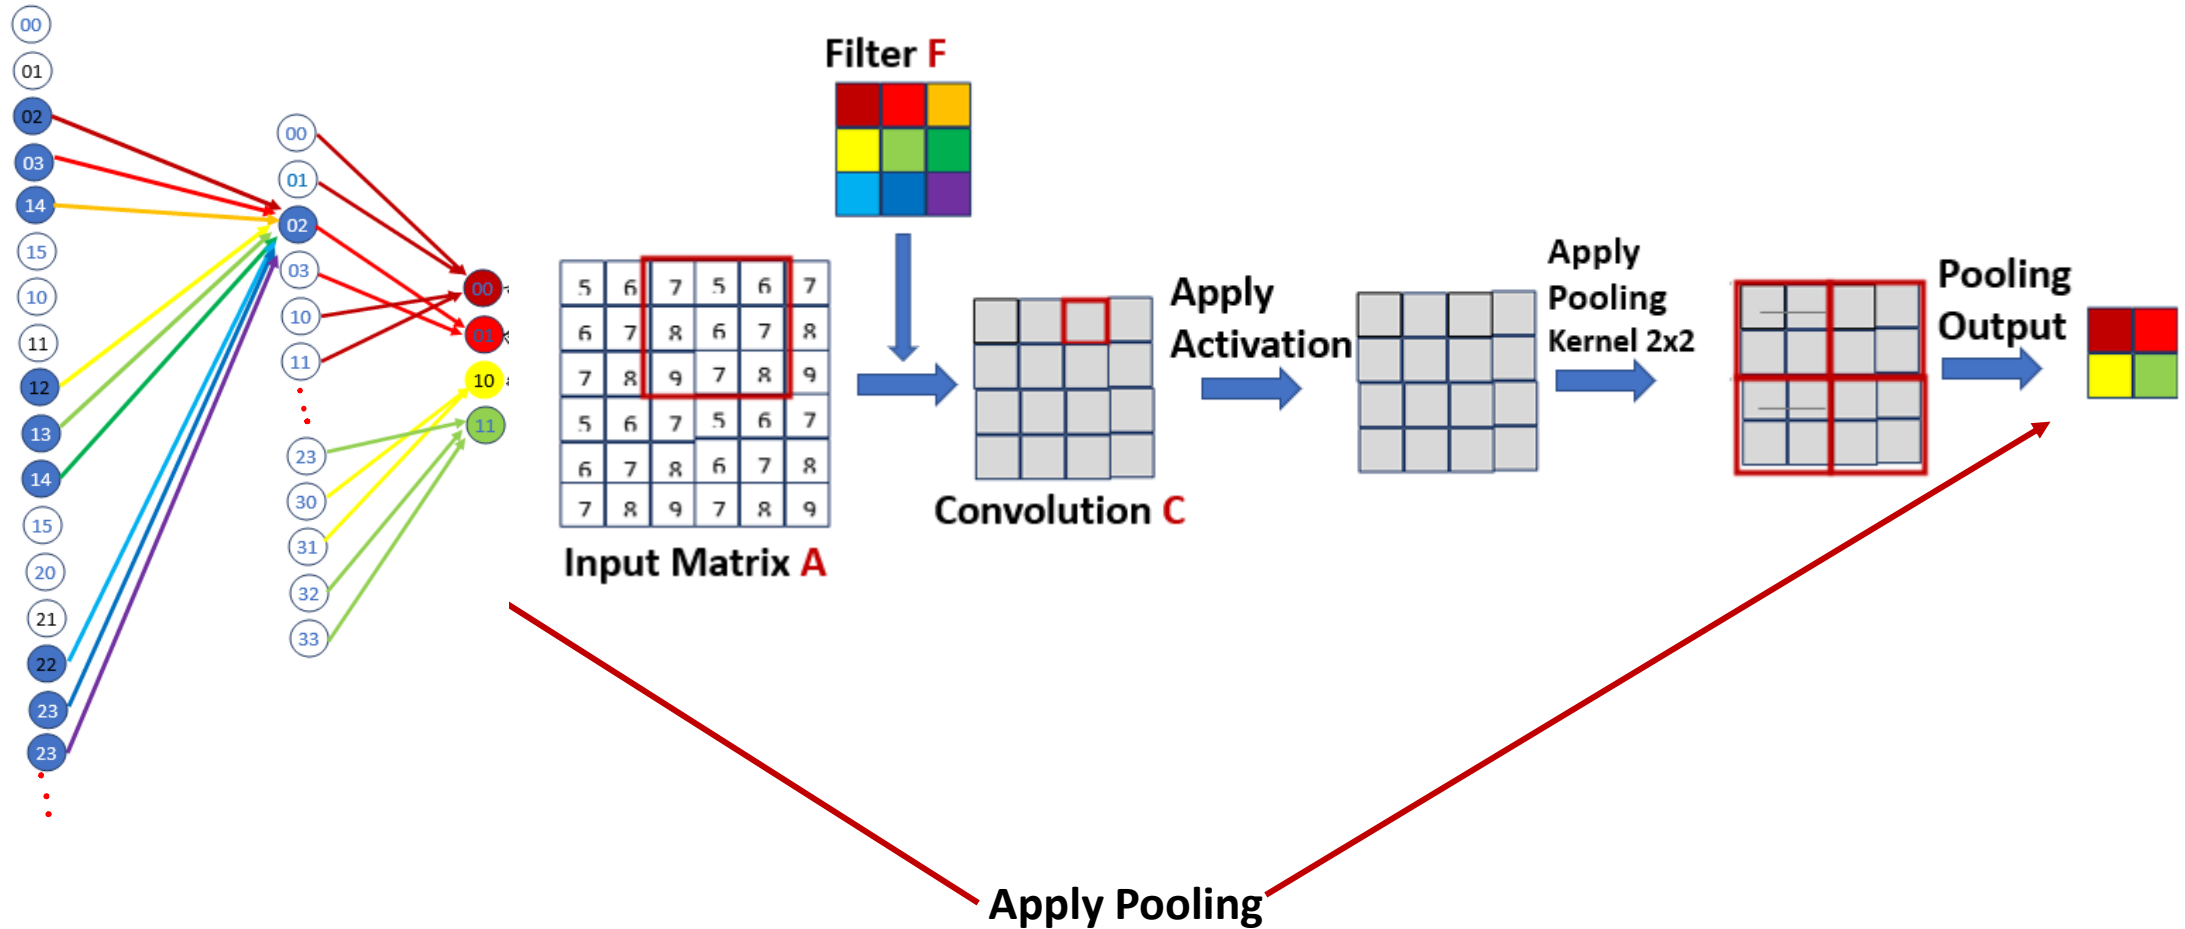 00
01
02
03
14
15
10
11
12
13
14
15
20
21
22
23
23
00
01
02
03
10
11
23
30
31
32
33
00
01
10
11
Filter F
5 6 7 5 6 7
6 7 8 6 7 8
7 8 9 7 8 9
5 6 7 5 6 7
6 7 8 6 7 8
7 8 9 7 8 9
Input Matrix A
Convolution C
Apply
Activation
Apply
Pooling
Kernel 2x2
Pooling
Output
Apply Pooling